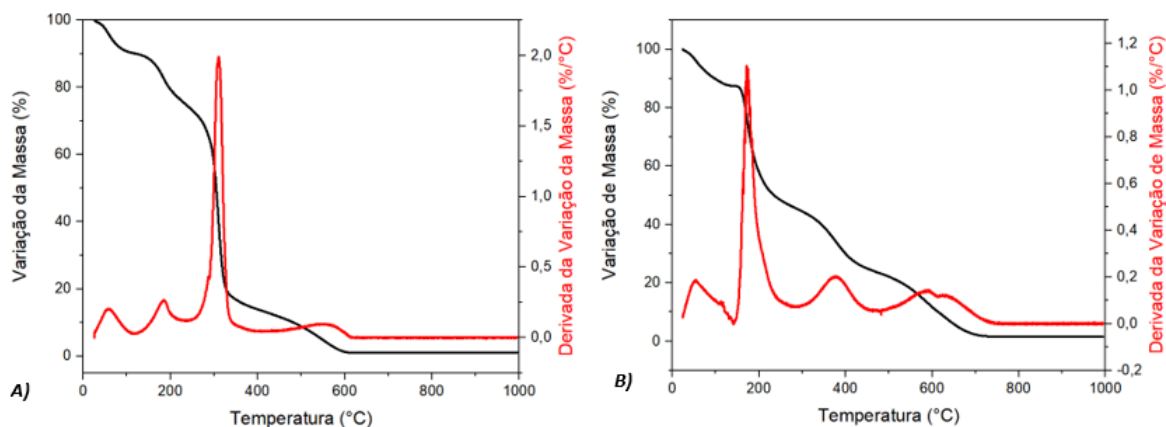 100
80
60
40
20
0
Variação da Massa (%)
2,0
1,5
1,0
0,5
0,0
Derivada da Variação da Massa (%/°C)
0 200 400 600 800 1000
Temperatura (°C)
A)
100
80
60
40
20
0
Variação de Massa (%)
1,2
1,0
0,8
0,6
0,4
0,2
0,0
-0,2
Derivada da Variação de Massa (%/°C)
0 200 400 600 800 1000
Temperatura (°C)
B)